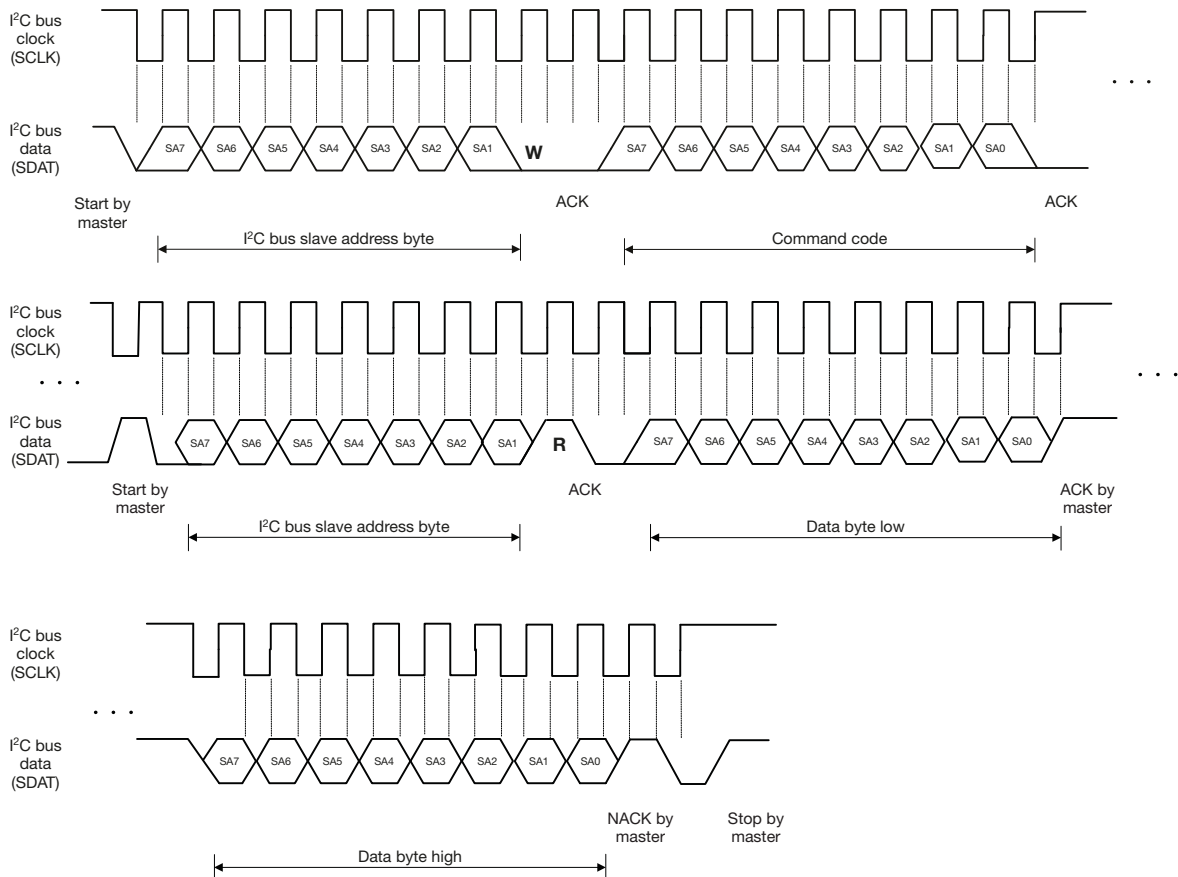 I²C bus
clock
(SCLK)
. . .
I²C bus
data
(SDAT)
SA7 SA6 SA5 SA4 SA3 SA2 SA1 W SA7 SA6 SA5 SA4 SA3 SA2 SA1 SA0
Start by
master
ACK
ACK
I²C bus slave address byte
Command code
I²C bus
clock
(SCLK)
. . .
. . .
I²C bus
data
(SDAT)
SA7 SA6 SA5 SA4 SA3 SA2 SA1 R SA7 SA6 SA5 SA4 SA3 SA2 SA1 SA0
Start by
master
ACK
ACK by
master
I²C bus slave address byte
Data byte low
I²C bus
clock
(SCLK)
. . .
I²C bus
data
(SDAT)
SA7 SA6 SA5 SA4 SA3 SA2 SA1 SA0
NACK by
master
Stop by
master
Data byte high